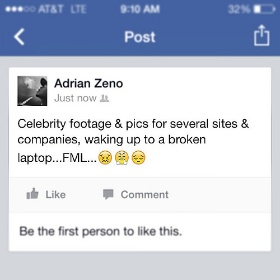 AT&T LTE 9:10 AM 32%
Post
Adrian Zeno
Just now
Celebrity footage & pics for several sites &
companies, waking up to a broken
laptop...FML...😣😤😔
Like Comment
Be the first person to like this.